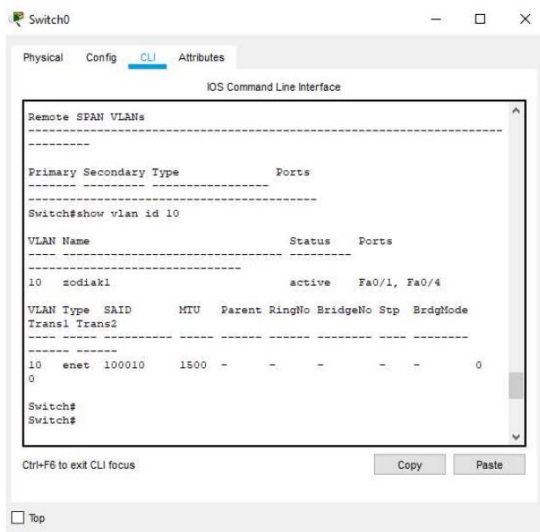 Switch0
Physical Config CLI Attributes
IOS Command Line Interface
Remote SPAN VLANs
------------------------------------------------------------------------
---------
Primary Secondary Type Ports
------- --------- -----------------
--------------------------------------------
Switch#show vlan id 10
VLAN Name Status Ports
---- -------------------------------- ---------
--------------------------------
10 zodiak1 active Fa0/1, Fa0/4
VLAN Type SAID MTU Parent RingNo BridgeNo Stp BrdgMode
Trans1 Trans2
---- ----- ---------- ----- ------ ------ -------- ---- --------
------ ------
10 enet 100010 1500 - - - - - 0
0
Switch#
Switch#
Ctrl+F6 to exit CLI focus
Copy Paste
Top